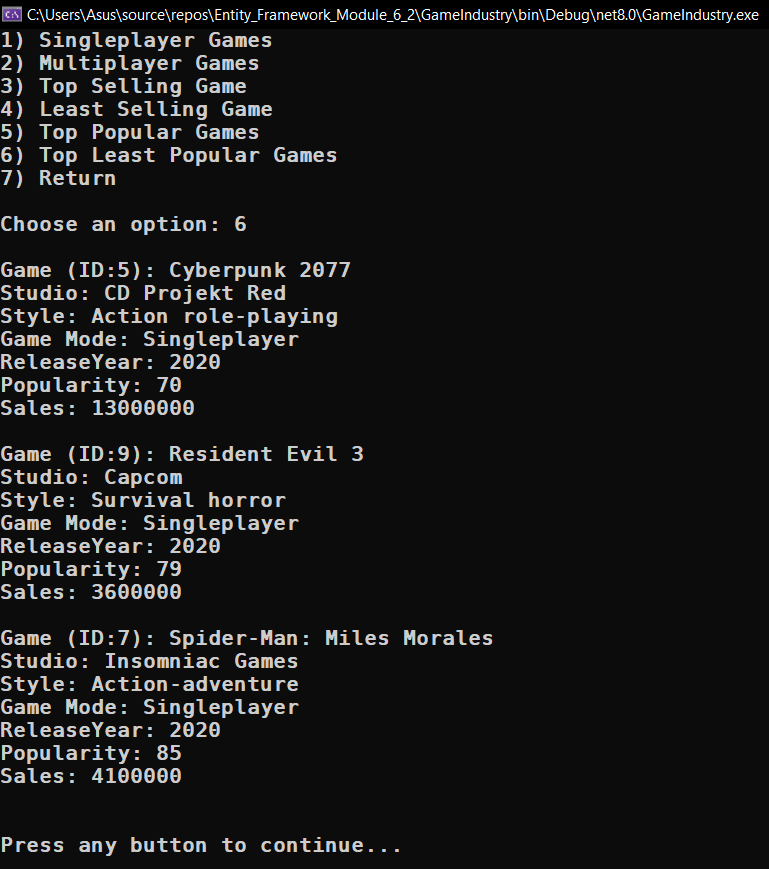 C:\Users\Asus\source\repos\Entity_Framework_Module_6_2\GameIndustry\bin\Debug\net8.0\GameIndustry.exe
1) Singleplayer Games
2) Multiplayer Games
3) Top Selling Game
4) Least Selling Game
5) Top Popular Games
6) Top Least Popular Games
7) Return
Choose an option: 6
Game (ID:5): Cyberpunk 2077
Studio: CD Projekt Red
Style: Action role-playing
Game Mode: Singleplayer
ReleaseYear: 2020
Popularity: 70
Sales: 13000000
Game (ID:9): Resident Evil 3
Studio: Capcom
Style: Survival horror
Game Mode: Singleplayer
ReleaseYear: 2020
Popularity: 79
Sales: 3600000
Game (ID:7): Spider-Man: Miles Morales
Studio: Insomniac Games
Style: Action-adventure
Game Mode: Singleplayer
ReleaseYear: 2020
Popularity: 85
Sales: 4100000
Press any button to continue...